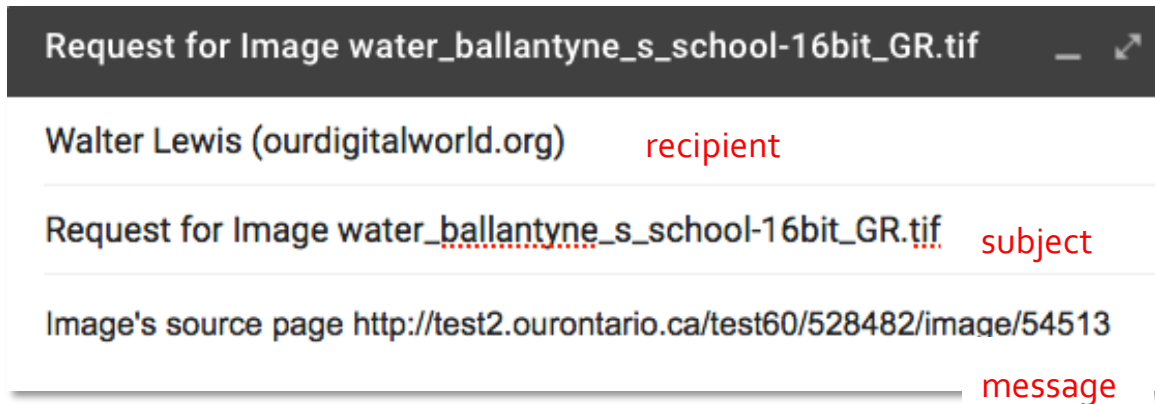 Request for Image water_ballantyne_s_school-16bit_GR.tif
Walter Lewis (ourdigitalworld.org) recipient
Request for Image water_ballantyne_s_school-16bit_GR.tif subject
Image's source page http://test2.ourontario.ca/test60/528482/image/54513
message